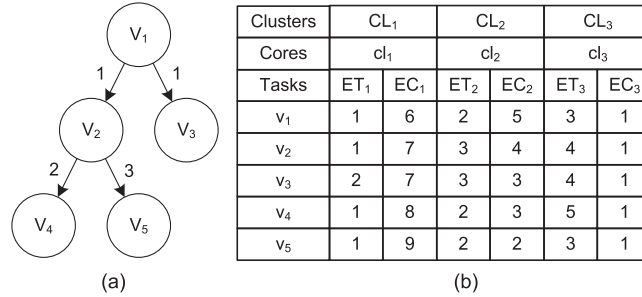 V1
1 1
V2 V3
2 3
V4 V5
(a)
Clusters CL1 CL2 CL3
Cores cl1 cl2 cl3
Tasks ET1 EC1 ET2 EC2 ET3 EC3
v1 1 6 2 5 3 1
v2 1 7 3 4 4 1
v3 2 7 3 3 4 1
v4 1 8 2 3 5 1
v5 1 9 2 2 3 1
(b)